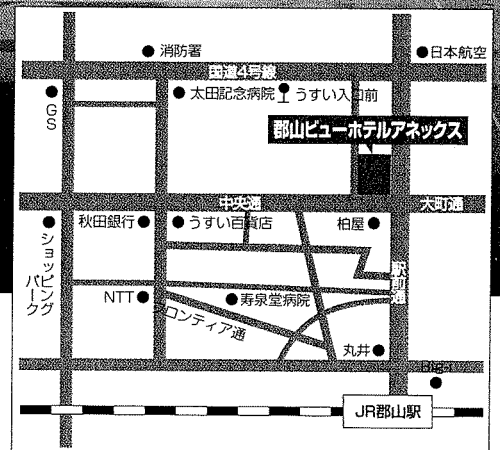 消防署
日本航空
国道4号線
GS
太田記念病院
うすい入口前
郡山ビューホテルアネックス
中央通
大町通
秋田銀行
うすい百貨店
柏屋
ショッピング
パーク
駅前通
NTT
寿泉堂病院
フロンティア通
丸井
Big-i
JR郡山駅